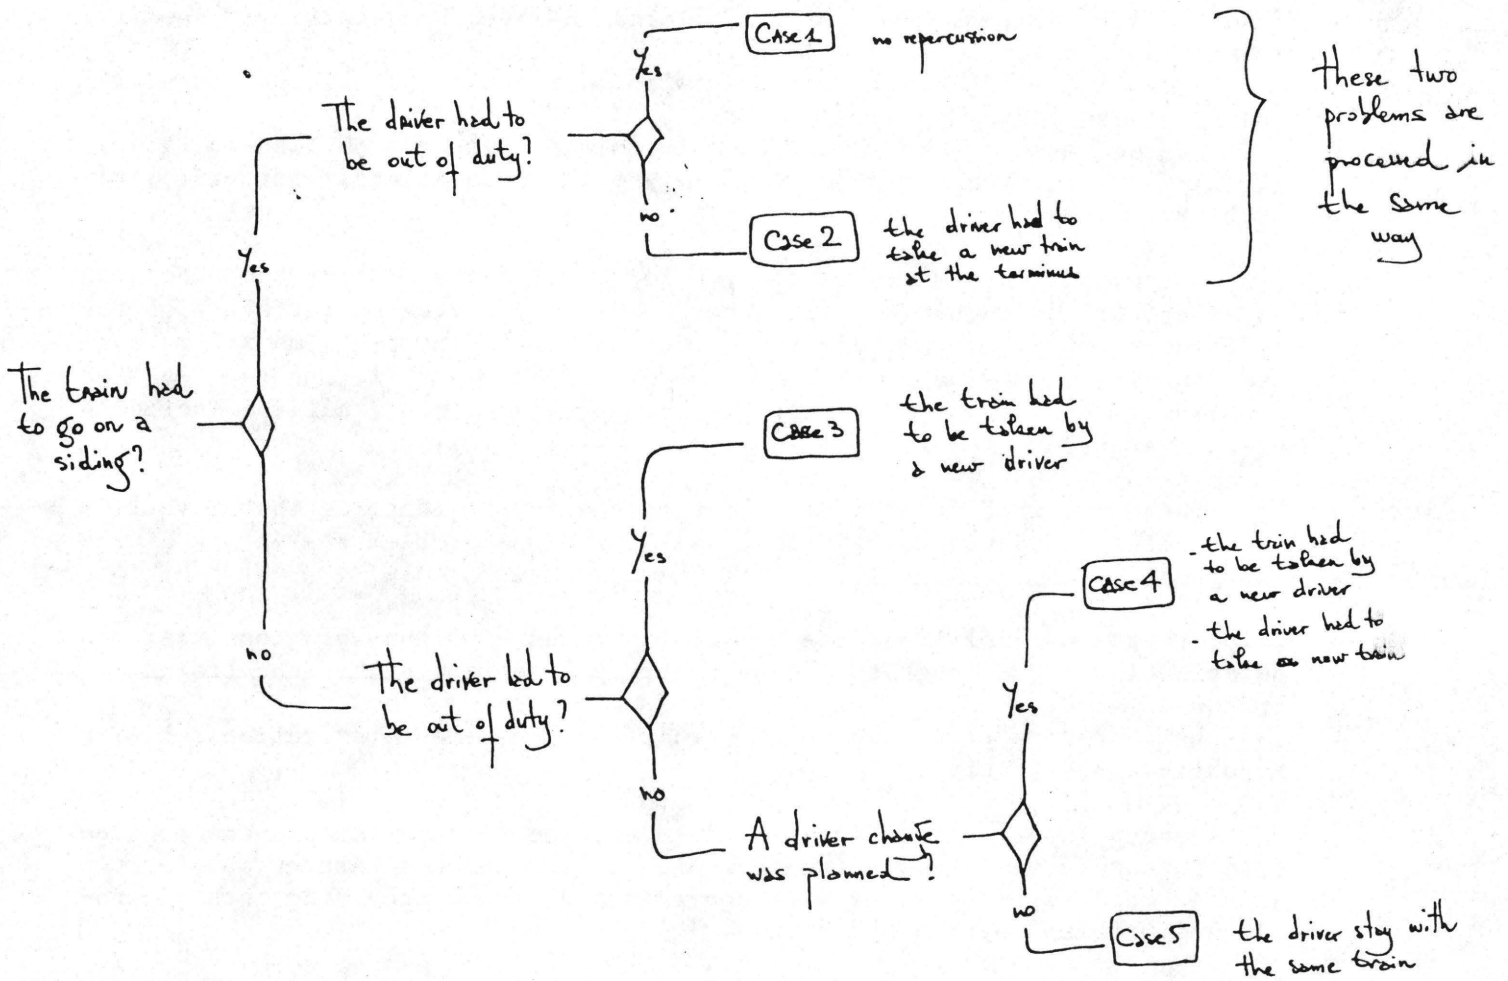 Yes
CASE 1
no repercussion
The driver had to
be out of duty?
no
Case 2
the driver had to
take a new train
at the terminus
these two
problems are
processed in
the same
way
Yes
The train had
to go on a
siding?
no
Case 3
the train had
to be taken by
a new driver
Yes
The driver had to
be out of duty?
no
CASE 4
- the train had
to be taken by
a new driver
- the driver had to
take a new train
Yes
A driver change
was planned?
no
Case 5
the driver stay with
the same train